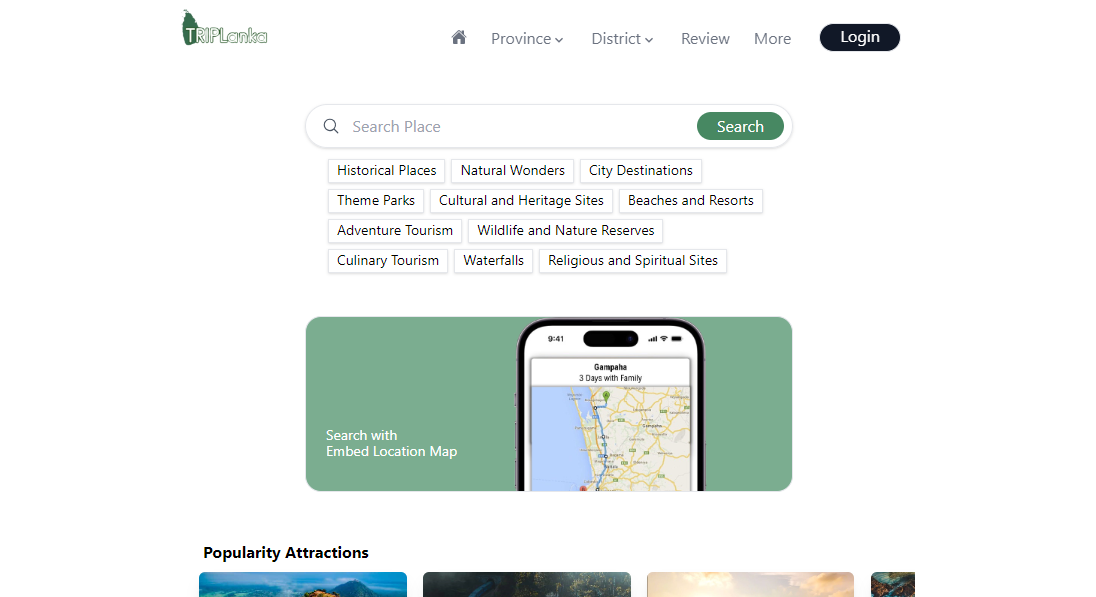 TRIPLanka
Province District Review More Login
Search Place Search
Historical Places Natural Wonders City Destinations
Theme Parks Cultural and Heritage Sites Beaches and Resorts
Adventure Tourism Wildlife and Nature Reserves
Culinary Tourism Waterfalls Religious and Spiritual Sites
9:41
Gampaha
3 Days with Family
Search with
Embed Location Map
Popularity Attractions